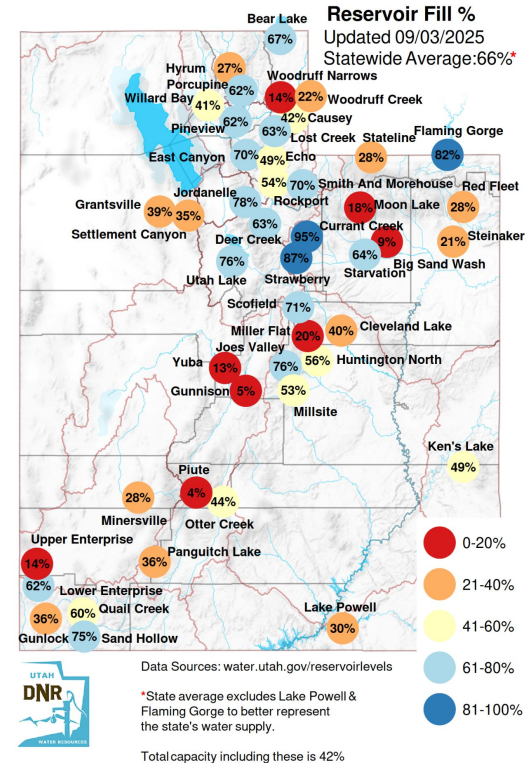 Reservoir Fill %
Updated 09/03/2025
Statewide Average:66%*
Bear Lake
67%
Hyrum
27%
Porcupine
62%
Woodruff Narrows
14%
22%
Woodruff Creek
Willard Bay
41%
42%
Causey
Pineview
62%
63%
Lost Creek
Stateline
28%
Flaming Gorge
82%
East Canyon
70%
49%
Echo
54%
Rockport
70%
Smith And Morehouse
Red Fleet
28%
Jordanelle
78%
Grantsville
39%
35%
Settlement Canyon
18%
Moon Lake
Deer Creek
63%
95%
Currant Creek
9%
Big Sand Wash
21%
Steinaker
76%
Utah Lake
87%
Strawberry
64%
Starvation
Scofield
71%
Miller Flat
20%
40%
Cleveland Lake
Joes Valley
76%
56%
Huntington North
Yuba
13%
Gunnison
5%
53%
Millsite
Ken's Lake
49%
Piute
4%
44%
Otter Creek
28%
Minersville
Upper Enterprise
14%
36%
Panguitch Lake
62%
Lower Enterprise
36%
Gunlock
60%
Quail Creek
75%
Sand Hollow
Lake Powell
30%
0-20%
21-40%
41-60%
61-80%
81-100%
UTAH
DNR
WATER RESOURCES
Data Sources: water.utah.gov/reservoirlevels
*State average excludes Lake Powell &
Flaming Gorge to better represent
the state's water supply.
Total capacity including these is 42%